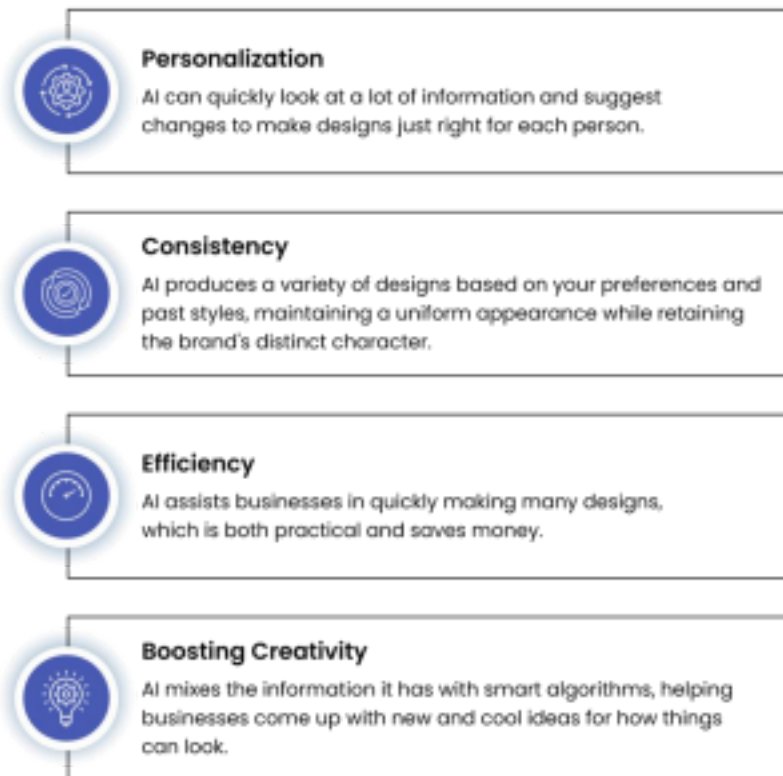 Personalization
AI can quickly look at a lot of information and suggest
changes to make designs just right for each person.
Consistency
AI produces a variety of designs based on your preferences and
past styles, maintaining a uniform appearance while retaining
the brand's distinct character.
Efficiency
AI assists businesses in quickly making many designs,
which is both practical and saves money.
Boosting Creativity
AI mixes the information it has with smart algorithms, helping
businesses come up with new and cool ideas for how things
can look.